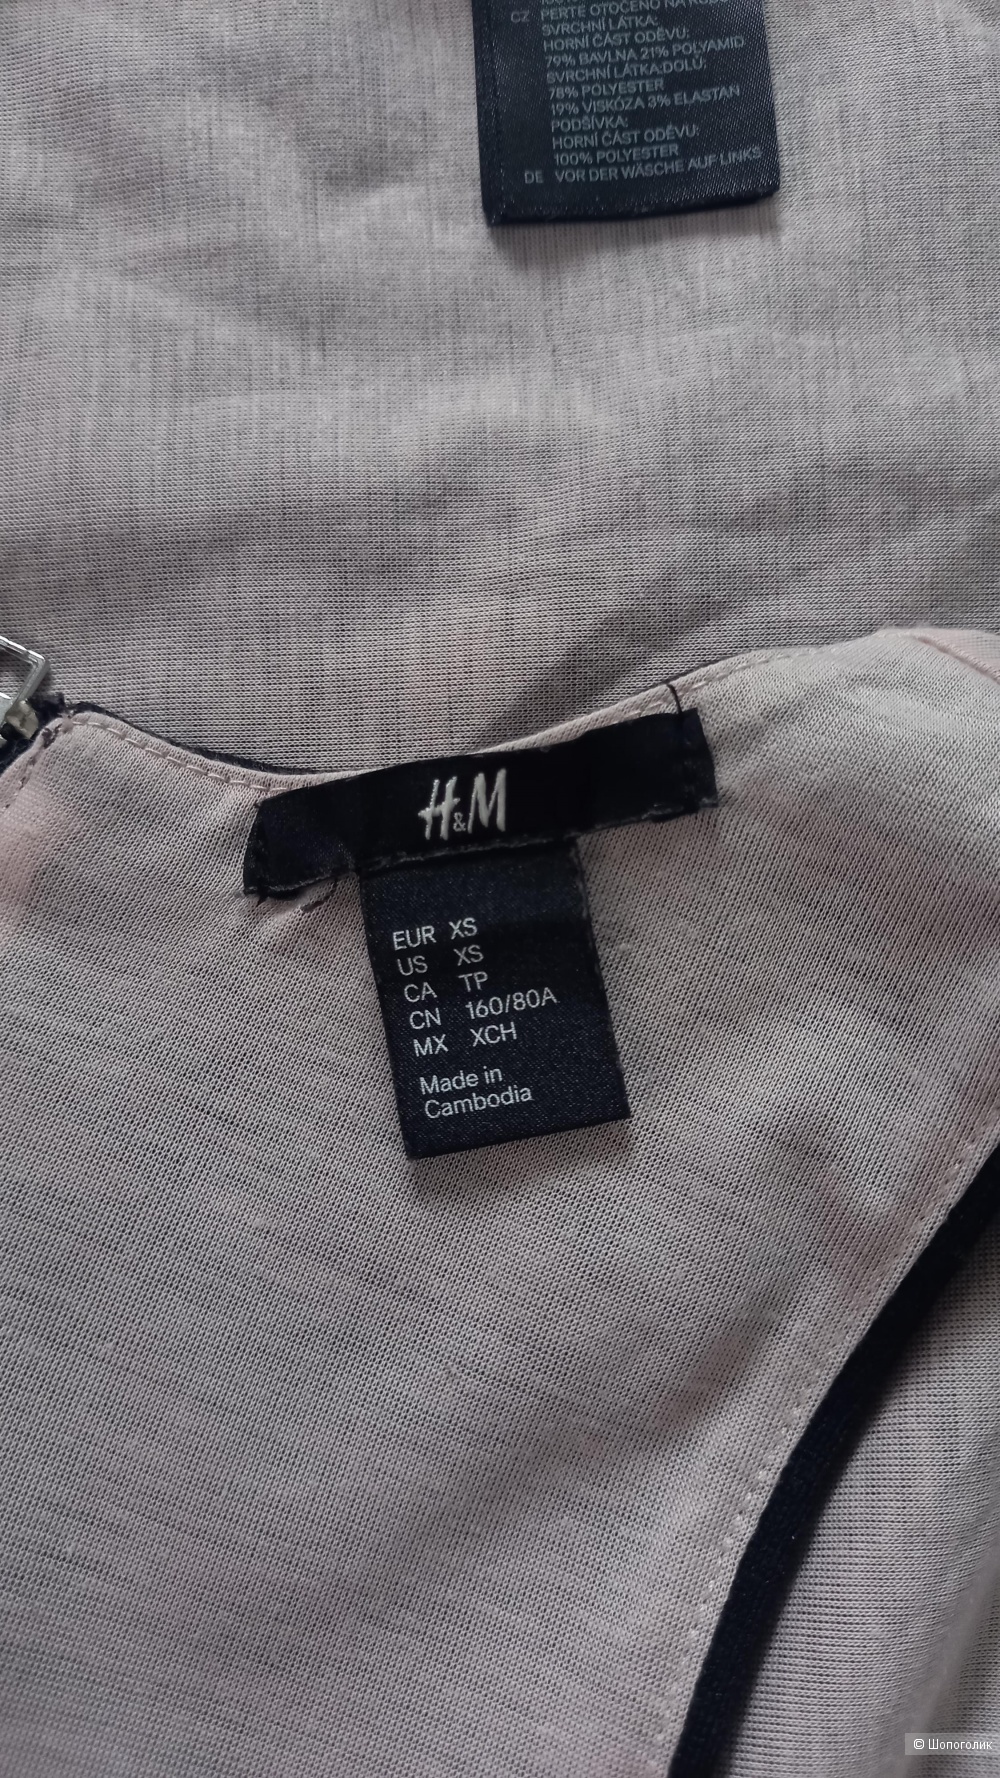 CZ PERTE OTOČENO NA RUBU
SVRCHNÍ LÁTKA:
HORNÍ ČÁST ODĚVU:
79% BAVLNA 21% POLYAMID
SVRCHNÍ LÁTKA:DOLŮ:
78% POLYESTER
19% VISKÓZA 3% ELASTAN
PODŠÍVKA:
HORNÍ ČÁST ODĚVU:
100% POLYESTER
DE VOR DER WÄSCHE AUF LINKS
H&M
EUR XS
US XS
CA TP
CN 160/80A
MX XCH
Made in
Cambodia
© Шопоголик